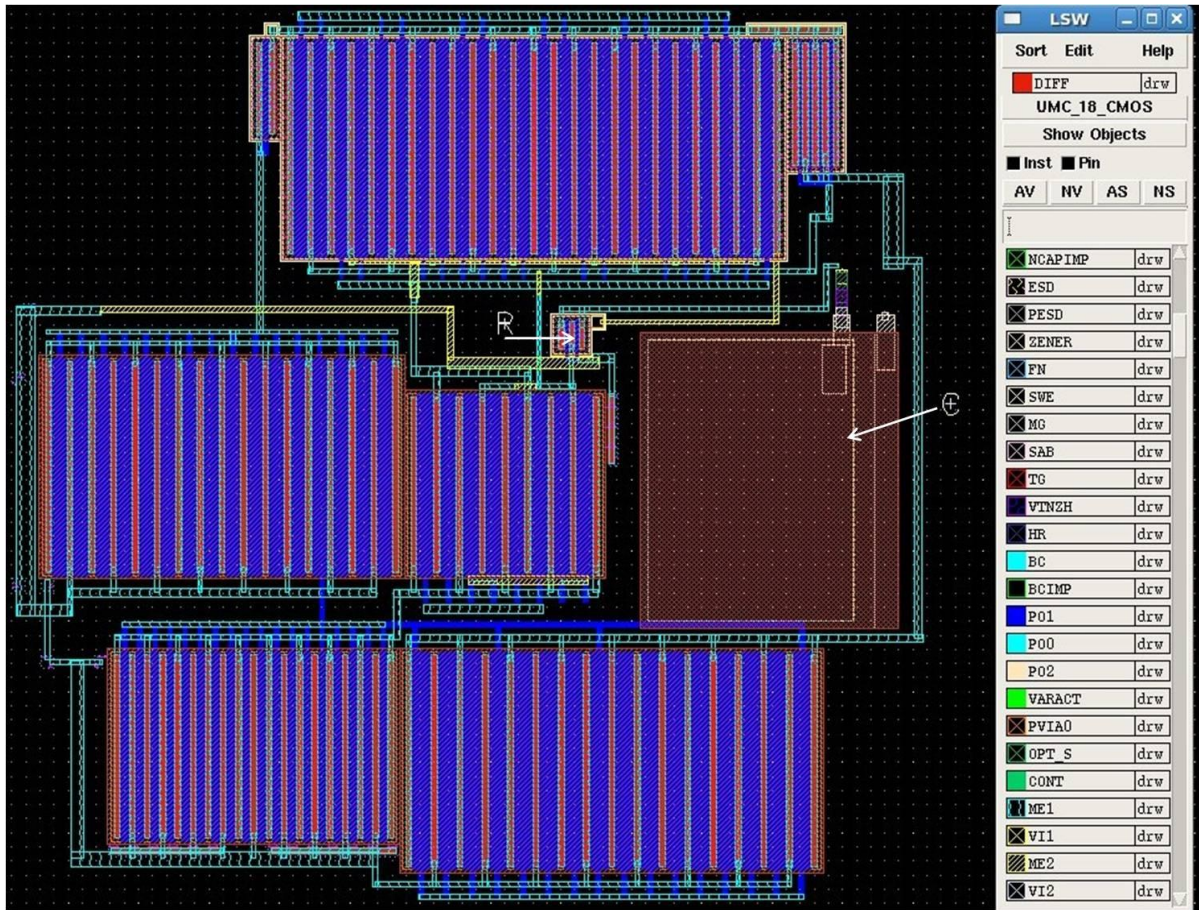 LSW
Sort Edit Help
DIFF drw
UMC_18_CMOS
Show Objects
Inst Pin
AV NV AS NS
NCAPIMP drw
ESD drw
PESD drw
ZENER drw
FN drw
SWE drw
MG drw
SAB drw
TG drw
VTNZH drw
HR drw
BC drw
BCIMP drw
PO1 drw
PO0 drw
PO2 drw
VARACT drw
PVIA0 drw
OPT_S drw
CONT drw
ME1 drw
VI1 drw
ME2 drw
VI2 drw
R
C